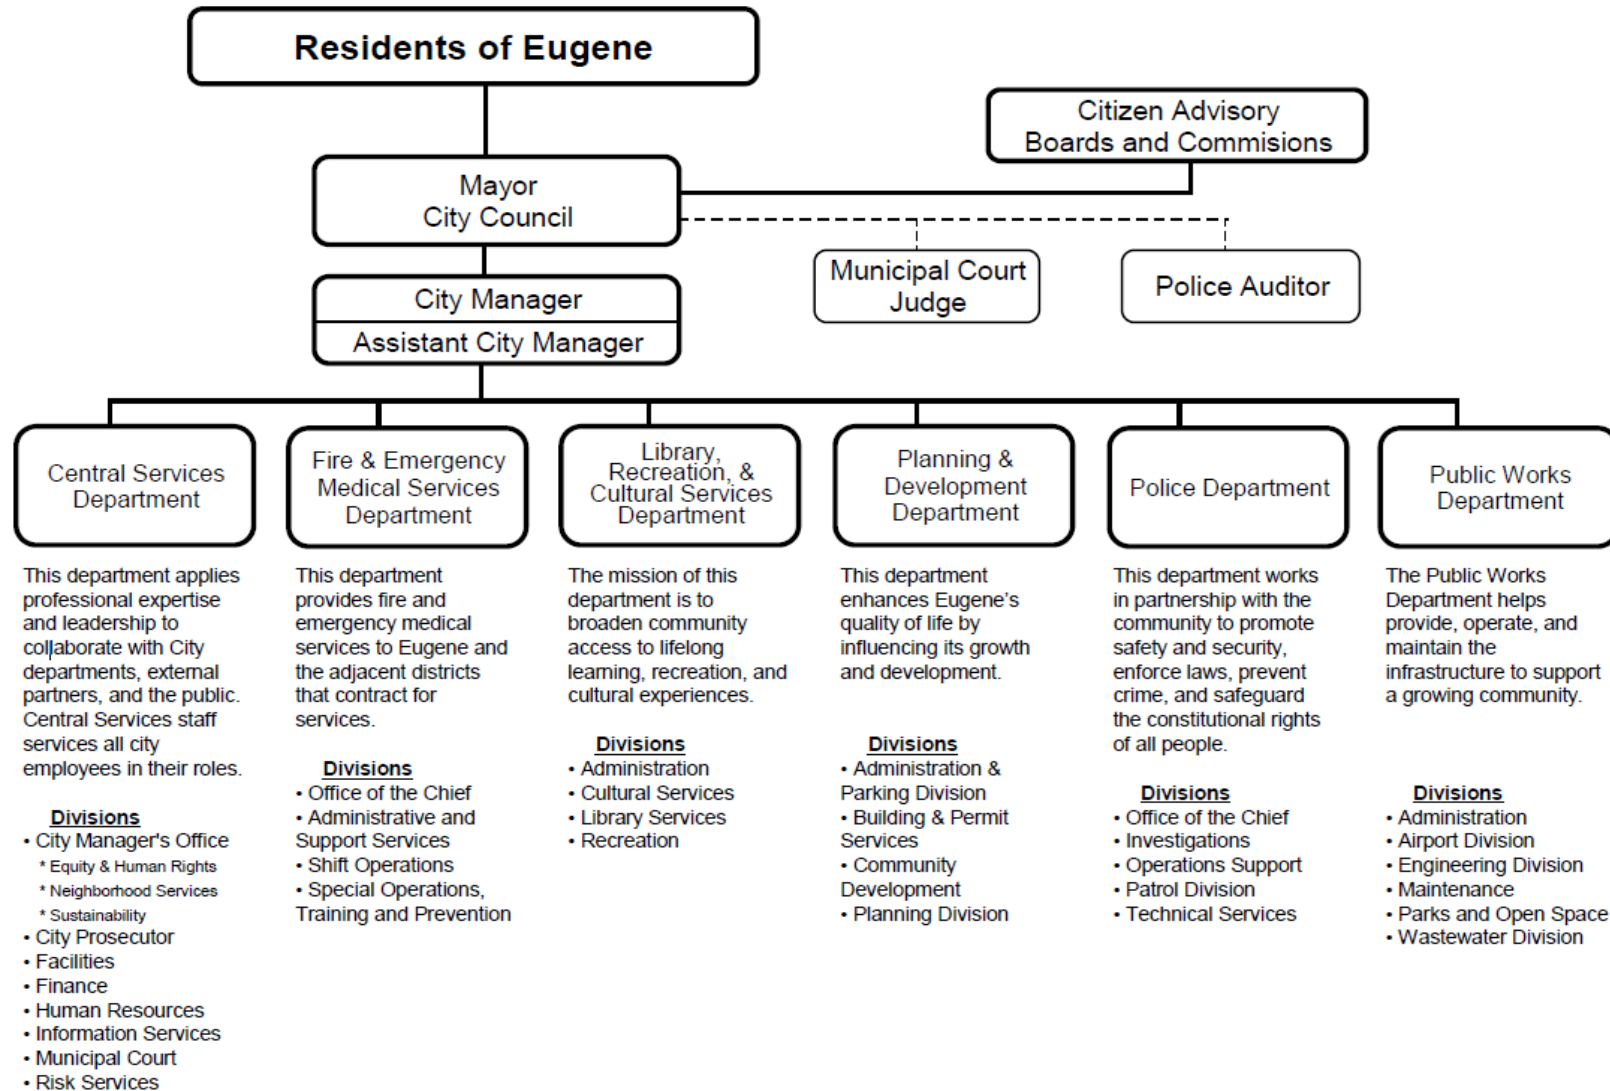 Residents of Eugene
Citizen Advisory
Boards and Commisions
Mayor
City Council
Municipal Court
Judge
Police Auditor
City Manager
Assistant City Manager
Central Services
Department
Fire & Emergency
Medical Services
Department
Library,
Recreation, &
Cultural Services
Department
Planning &
Development
Department
Police Department
Public Works
Department
This department applies
professional expertise
and leadership to
collaborate with City
departments, external
partners, and the public.
Central Services staff
services all city
employees in their roles.
Divisions
• City Manager's Office
* Equity & Human Rights
* Neighborhood Services
* Sustainability
• City Prosecutor
• Facilities
• Finance
• Human Resources
• Information Services
• Municipal Court
• Risk Services
This department
provides fire and
emergency medical
services to Eugene and
the adjacent districts
that contract for
services.
Divisions
• Office of the Chief
• Administrative and
Support Services
• Shift Operations
• Special Operations,
Training and Prevention
The mission of this
department is to
broaden community
access to lifelong
learning, recreation, and
cultural experiences.
Divisions
• Administration
• Cultural Services
• Library Services
• Recreation
This department
enhances Eugene's
quality of life by
influencing its growth
and development.
Divisions
• Administration &
Parking Division
• Building & Permit
Services
• Community
Development
• Planning Division
This department works
in partnership with the
community to promote
safety and security,
enforce laws, prevent
crime, and safeguard
the constitutional rights
of all people.
Divisions
• Office of the Chief
• Investigations
• Operations Support
• Patrol Division
• Technical Services
The Public Works
Department helps
provide, operate, and
maintain the
infrastructure to support
a growing community.
Divisions
• Administration
• Airport Division
• Engineering Division
• Maintenance
• Parks and Open Space
• Wastewater Division